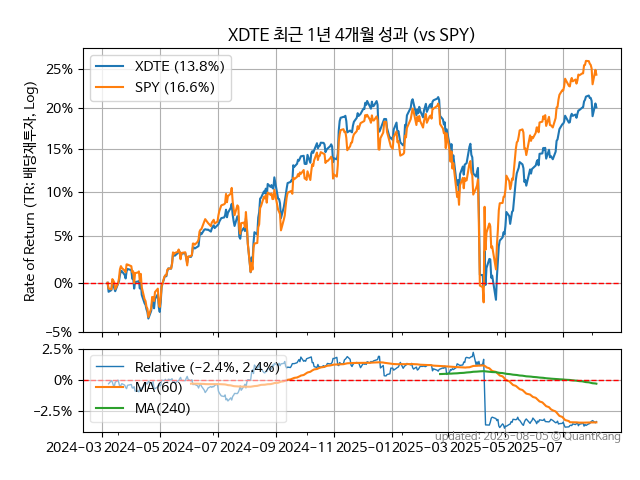 XDTE 최근 1년 4개월 성과 (vs SPY)
Rate of Return (TR: 배당재투자, Log)
25%
20%
15%
10%
5%
0%
−5%
XDTE (13.8%)
SPY (16.6%)
2.5%
0%
−2.5%
Relative (−2.4%, 2.4%)
MA(60)
MA(240)
2024−03 2024−05 2024−07 2024−09 2024−11 2025−01 2025−03 2025−05 2025−07
updated: 2025-08-05 © QuantKang